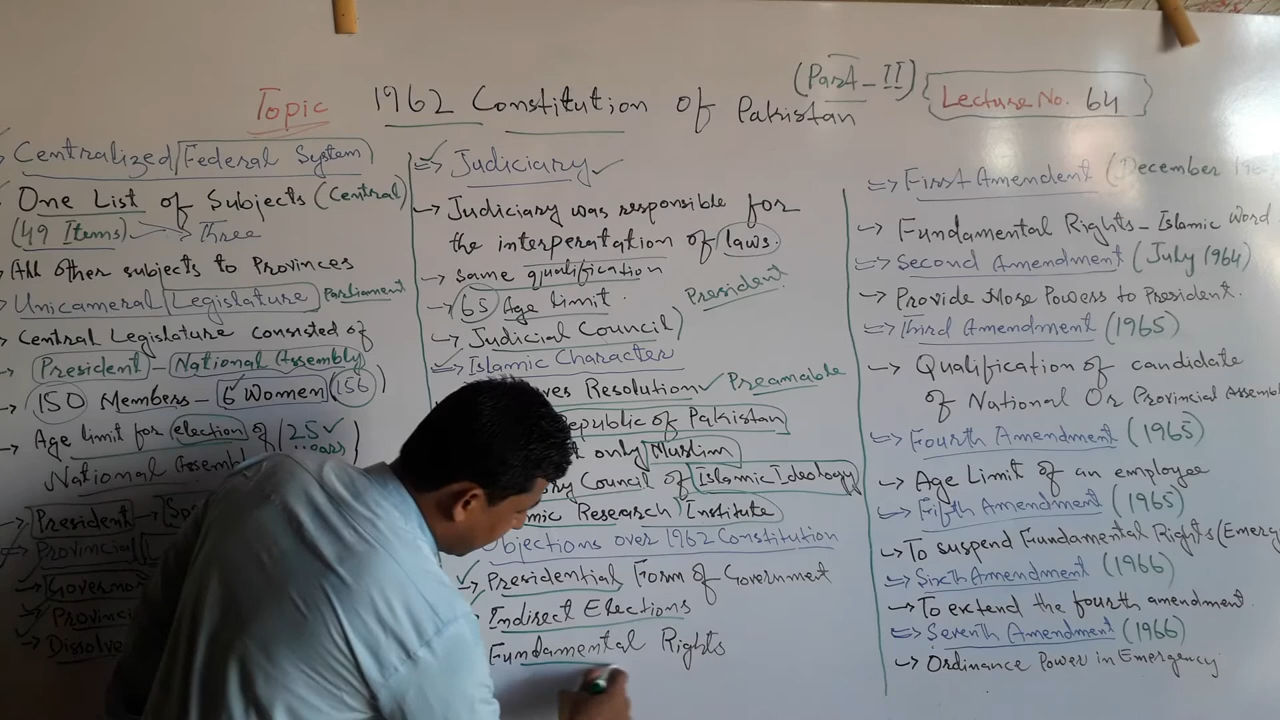 (Part-II)
Topic 1962 Constitution of Pakistan
Lecture No. 64
Centralized/Federal System
One List of Subjects (Central)
(49 Items) Three
All other subjects to Provinces
Unicameral Legislature Parliament
Central Legislature consisted of
President - National Assembly
150 Members - 6 Women (156)
Age limit for election of (25
National
President
Provincial
Dissolve
⇒ Judiciary
→ Judiciary was responsible for
the interperatation of laws.
→ same qualification
→ 65 Age Limit.
President
→ Judicial Council)
Islamic Character
Resolution Preamable
Republic of Pakistan
only Muslim
Council of Islamic Ideology
Research Institute
Objections over 1962 Constitution
Presidential Form of Government
Indirect Elections
Fundamental Rights
⇒ First Amendent (December
→ Fundamental Rights - Islamic Word
⇒ Second Amendment (July 1964)
→ Provide More Powers to President.
⇒ Third Amendment (1965)
→ Qualification of candidate
of National Or Provincial
⇒ Fourth Amendment (1965)
→ Age Limit of an employee
⇒ Fifth Amendment (1965)
→ To suspend Fundamental Rights
⇒ Sixth Amendment (1966)
→ To extend the fourth amendment.
⇒ Seventh Amendment (1966)
→ Ordinance Power in Emergency